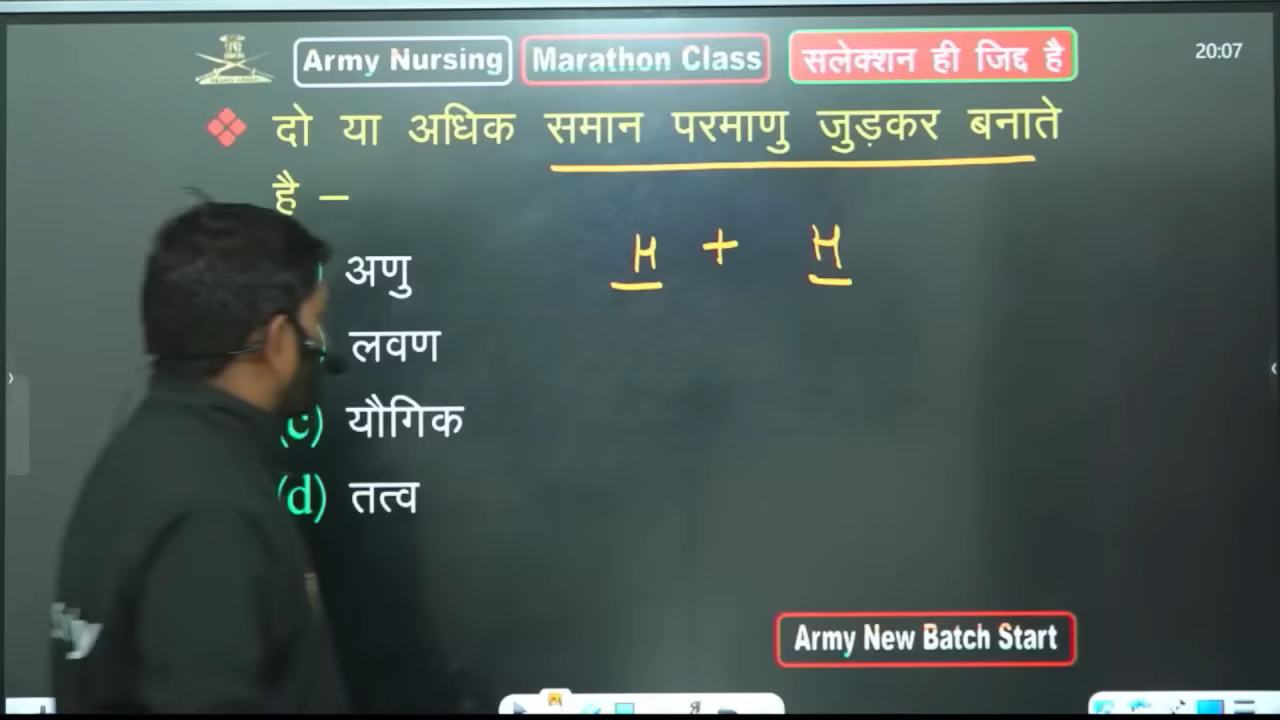 Army Nursing Marathon Class सलेक्शन ही जिद्द है 20:07
दो या अधिक समान परमाणु जुड़कर बनाते
है –
H + H
अणु
लवण
(c) यौगिक
(d) तत्व
Army New Batch Start